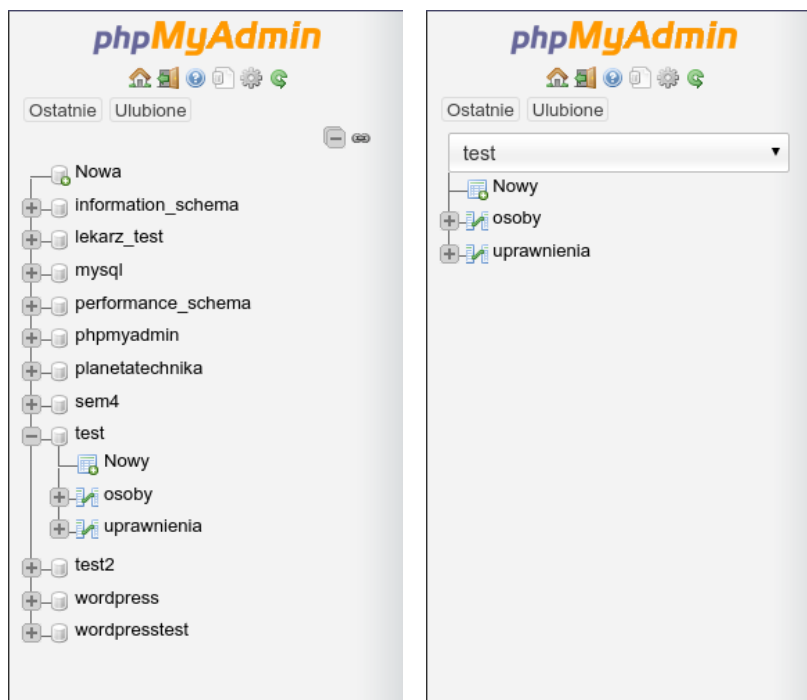 phpMyAdmin
Ostatnie Ulubione
Nowa
information_schema
lekarz_test
mysql
performance_schema
phpmyadmin
planetatechnika
sem4
test
Nowy
osoby
uprawnienia
test2
wordpress
wordpresstest
phpMyAdmin
Ostatnie Ulubione
test
Nowy
osoby
uprawnienia